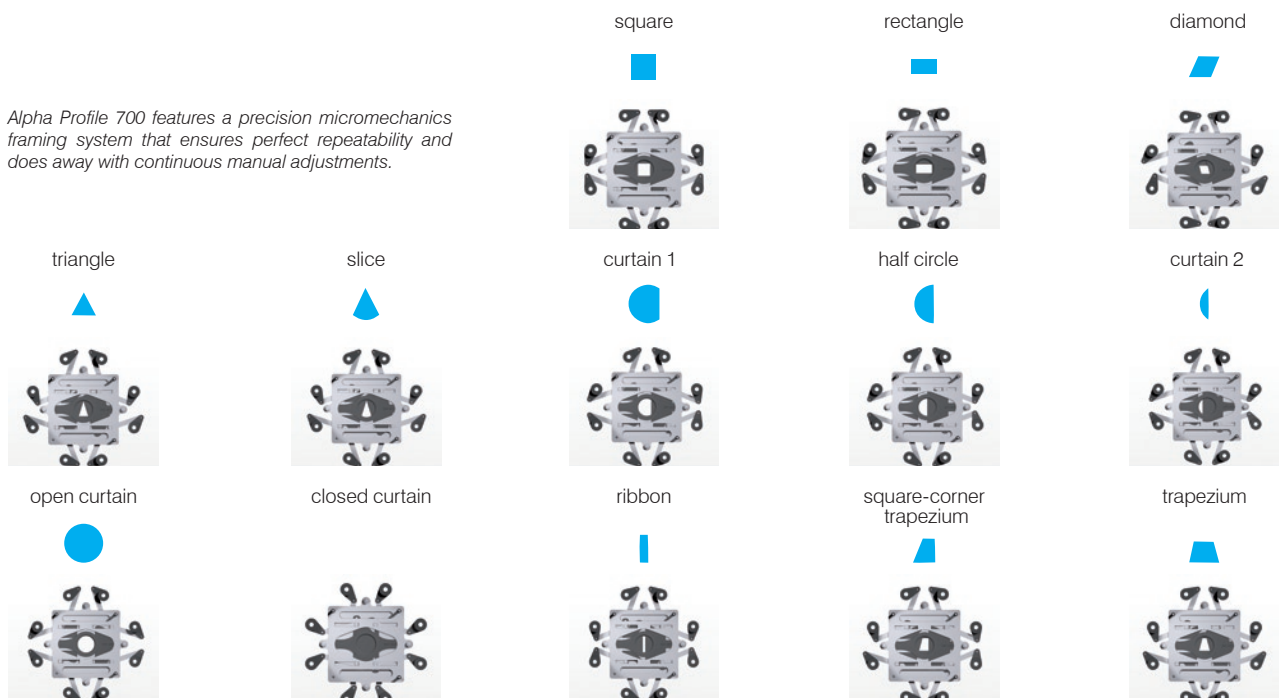 square
rectangle
diamond
Alpha Profile 700 features a precision micromechanics
framing system that ensures perfect repeatability and
does away with continuous manual adjustments.
triangle
slice
curtain 1
half circle
curtain 2
open curtain
closed curtain
ribbon
square-corner
trapezium
trapezium